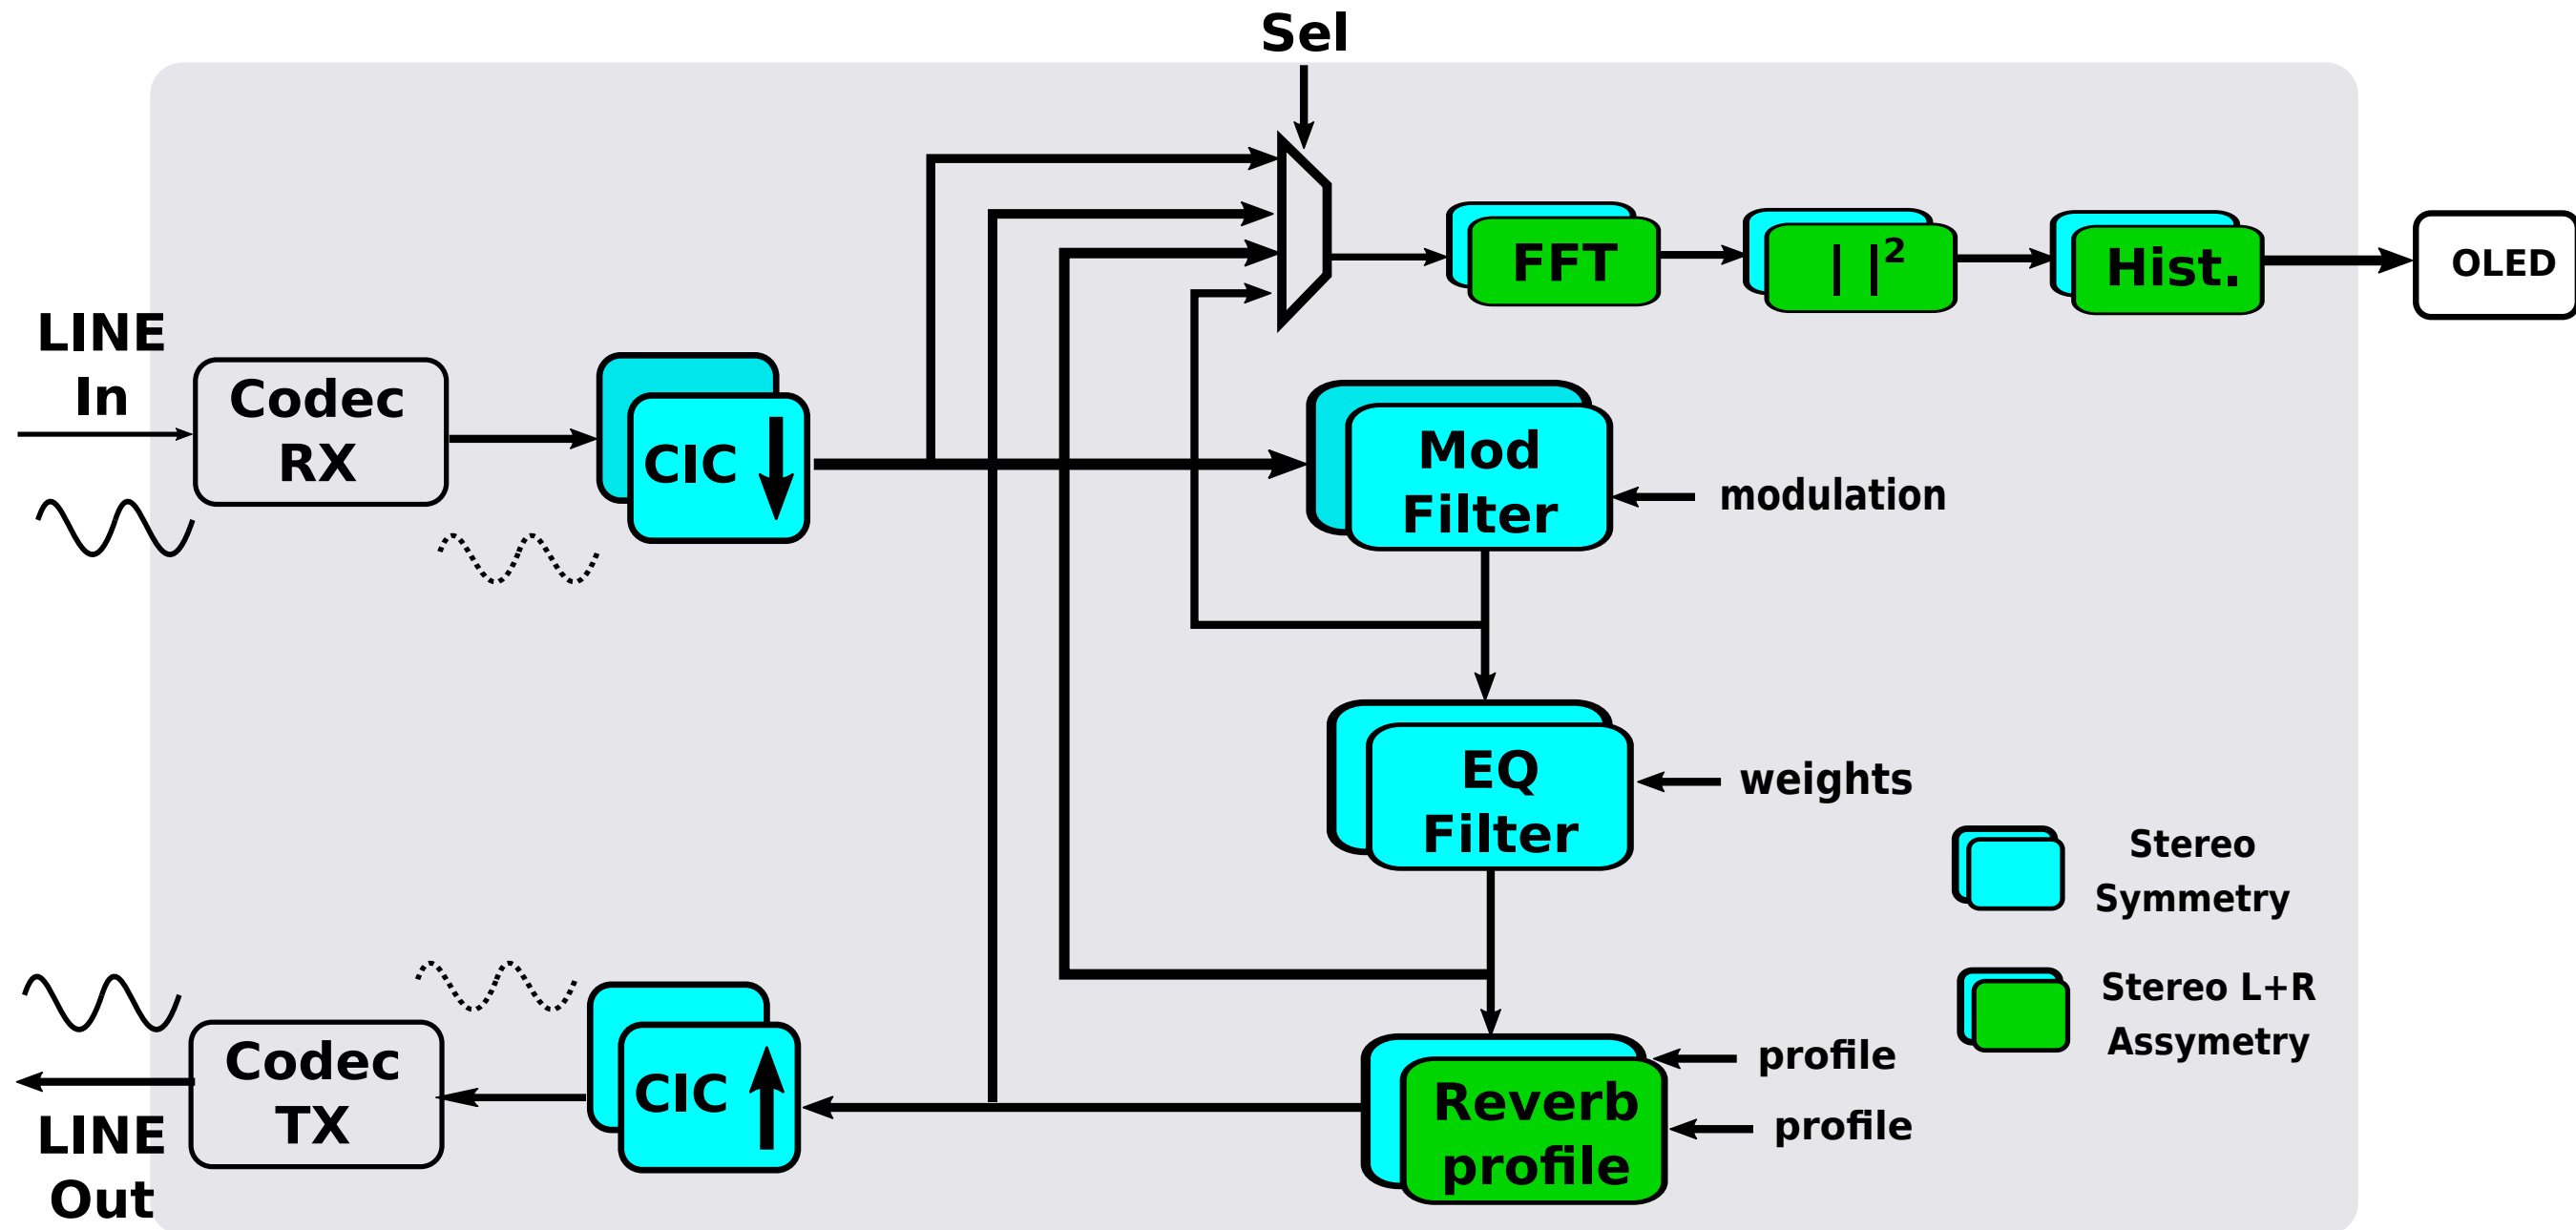 Sel
FFT
| |²
Hist.
OLED
LINE
In
Codec
RX
CIC
Mod
Filter
modulation
EQ
Filter
weights
Stereo
Symmetry
Stereo L+R
Assymetry
Codec
TX
CIC
Reverb
profile
profile
profile
LINE
Out